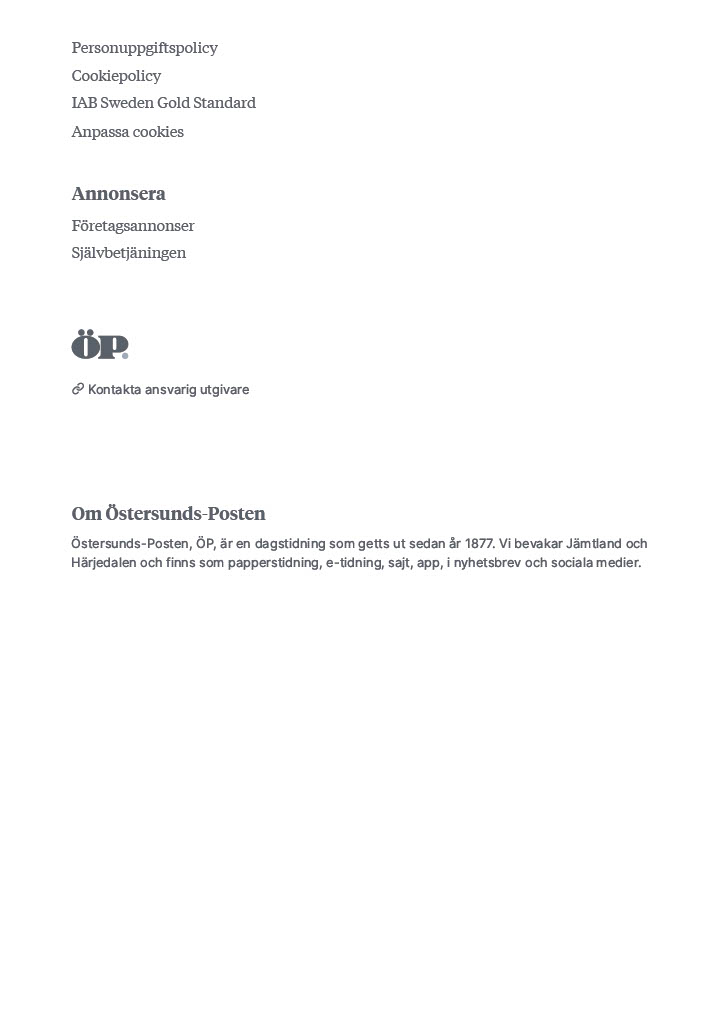 Personuppgiftspolicy
Cookiepolicy
IAB Sweden Gold Standard
Anpassa cookies
Annonsera
Företagsannonser
Självbetjäningen
ÖP.
Kontakta ansvarig utgivare
Om Östersunds-Posten
Östersunds-Posten, ÖP, är en dagstidning som getts ut sedan år 1877. Vi bevakar Jämtland och
Härjedalen och finns som papperstidning, e-tidning, sajt, app, i nyhetsbrev och sociala medier.